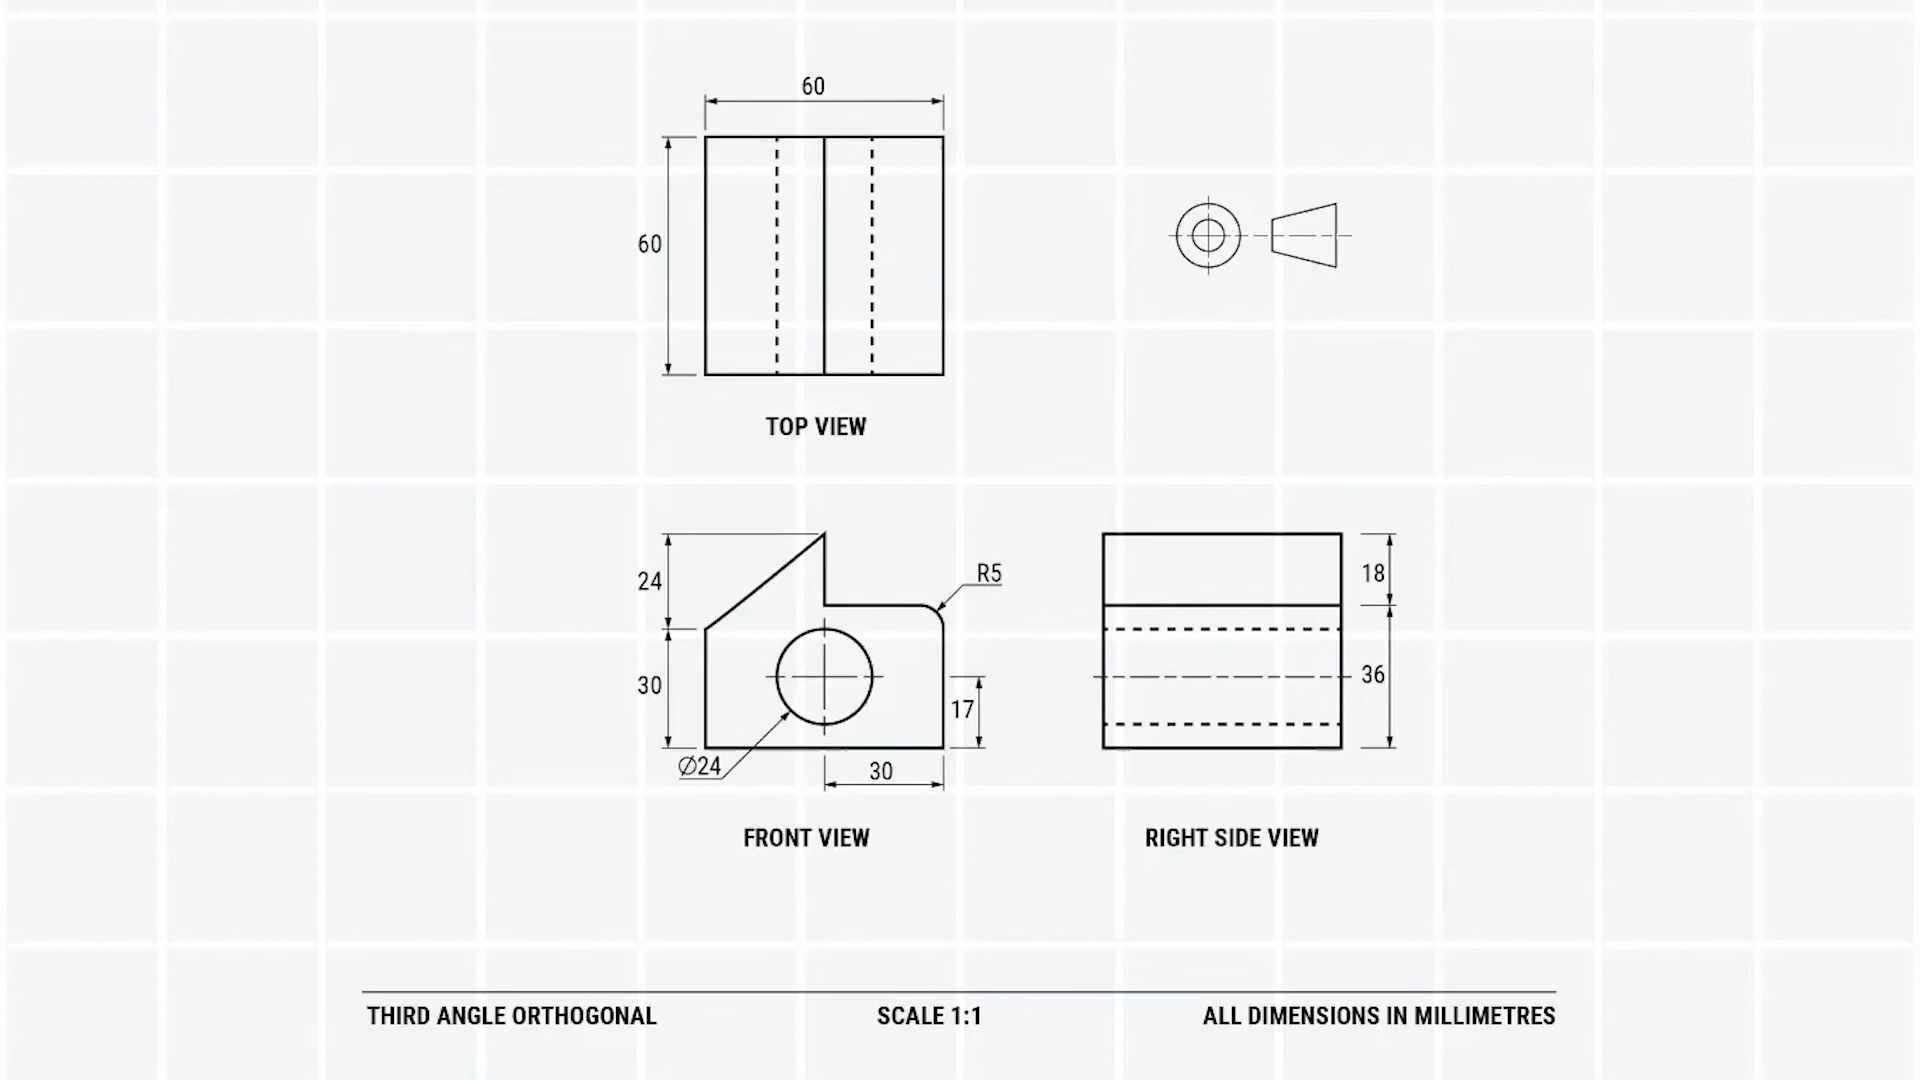 60
60
TOP VIEW
24
R5
18
30
17
36
∅24
30
FRONT VIEW
RIGHT SIDE VIEW
THIRD ANGLE ORTHOGONAL
SCALE 1:1
ALL DIMENSIONS IN MILLIMETRES